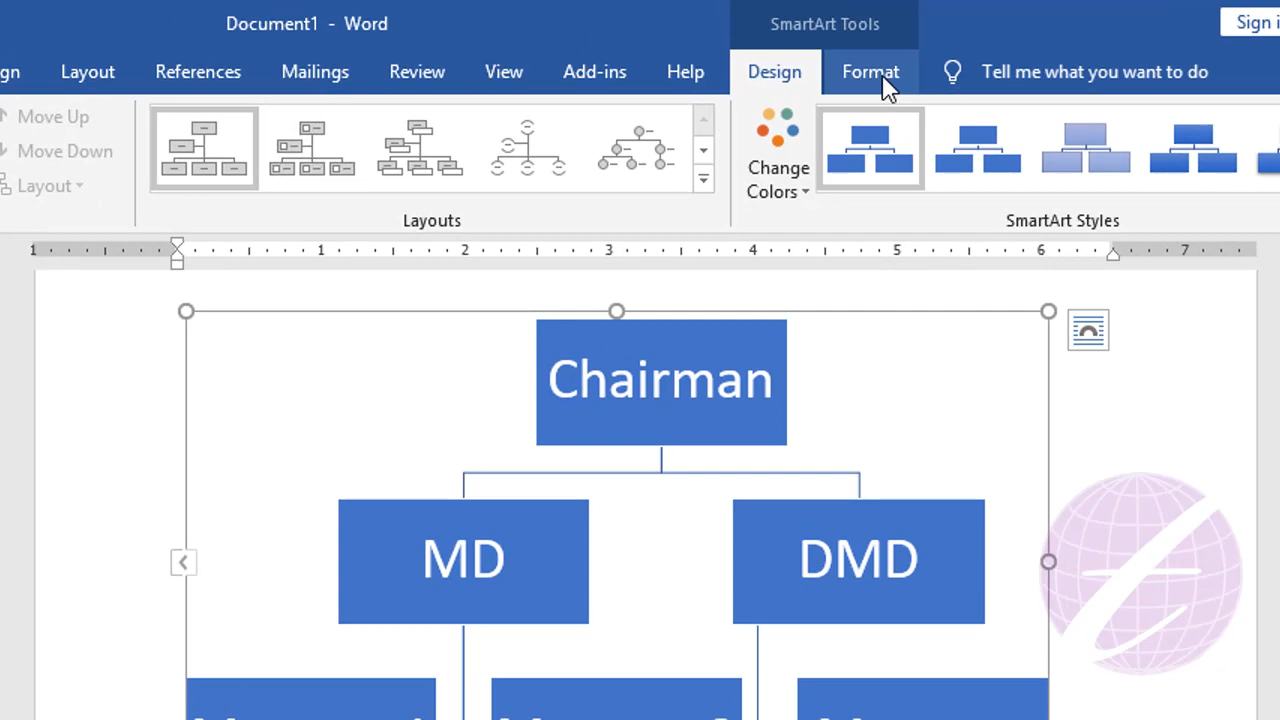 Document1 - Word
SmartArt Tools
Sign i
gn
Layout
References
Mailings
Review
View
Add-ins
Help
Design
Format
Tell me what you want to do
Move Up
Move Down
Layout
Change
Colors
Layouts
SmartArt Styles
1 1 2 3 4 5 6 7
Chairman
MD
DMD